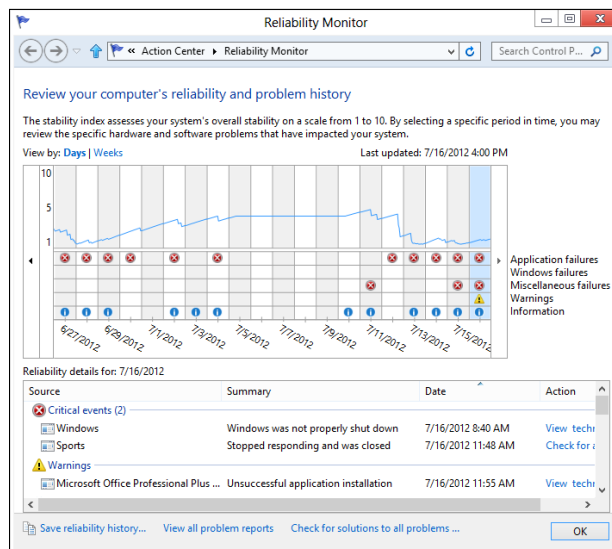 Reliability Monitor
« Action Center ▸ Reliability Monitor
Search Control P...
Review your computer's reliability and problem history
The stability index assesses your system's overall stability on a scale from 1 to 10. By selecting a specific period in time, you may
review the specific hardware and software problems that have impacted your system.
View by: Days | Weeks
Last updated: 7/16/2012 4:00 PM
10
5
1
Application failures
Windows failures
Miscellaneous failures
Warnings
Information
6/27/2012 6/29/2012 7/1/2012 7/3/2012 7/5/2012 7/7/2012 7/9/2012 7/11/2012 7/13/2012 7/15/2012
Reliability details for: 7/16/2012
Source Summary Date Action
Critical events (2)
Windows Windows was not properly shut down 7/16/2012 8:40 AM View techr
Sports Stopped responding and was closed 7/16/2012 11:48 AM Check for a
Warnings
Microsoft Office Professional Plus ... Unsuccessful application installation 7/16/2012 11:55 AM View techr
Save reliability history... View all problem reports Check for solutions to all problems ...
OK